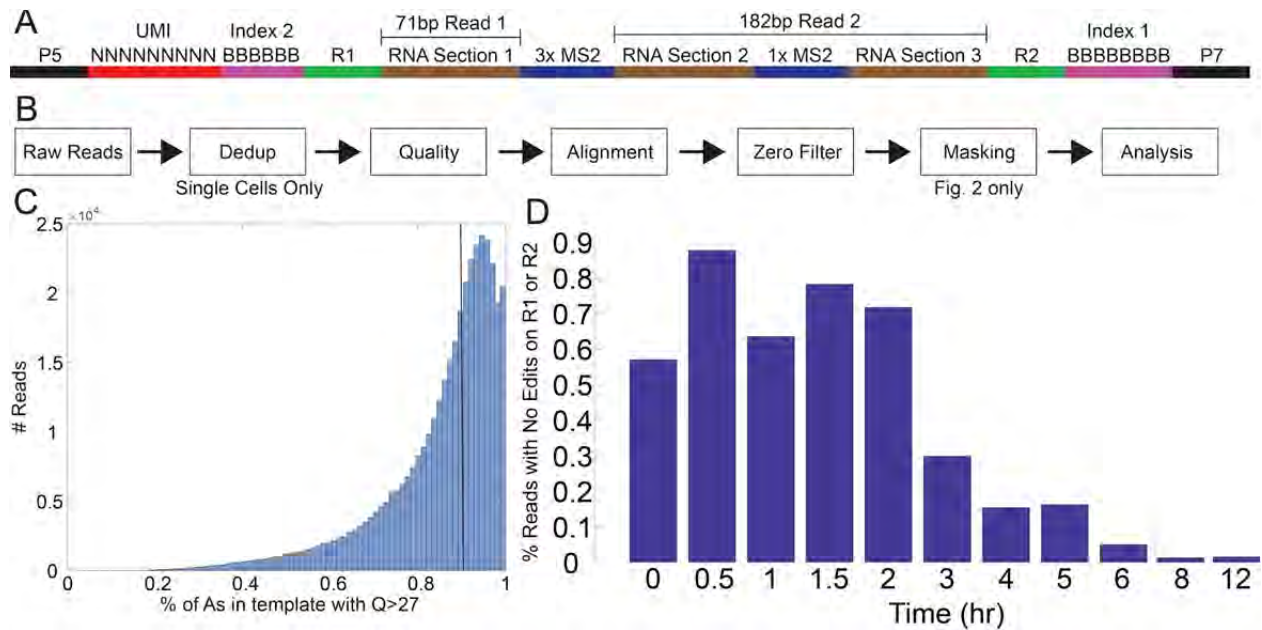 A
71bp Read 1
182bp Read 2
UMI
Index 2
Index 1
P5 NNNNNNNNNN BBBBBB R1 RNA Section 1 3x MS2 RNA Section 2 1x MS2 RNA Section 3 R2 BBBBBBBB P7
B
Raw Reads Dedup Quality Alignment Zero Filter Masking Analysis
Single Cells Only
Fig. 2 only
C
×10⁴
2.5
2
1.5
1
0.5
0
# Reads
0 0.2 0.4 0.6 0.8 1
% of As in template with Q>27
D
% Reads with No Edits on R1 or R2
0.9
0.8
0.7
0.6
0.5
0.4
0.3
0.2
0.1
0
0 0.5 1 1.5 2 3 4 5 6 8 12
Time (hr)